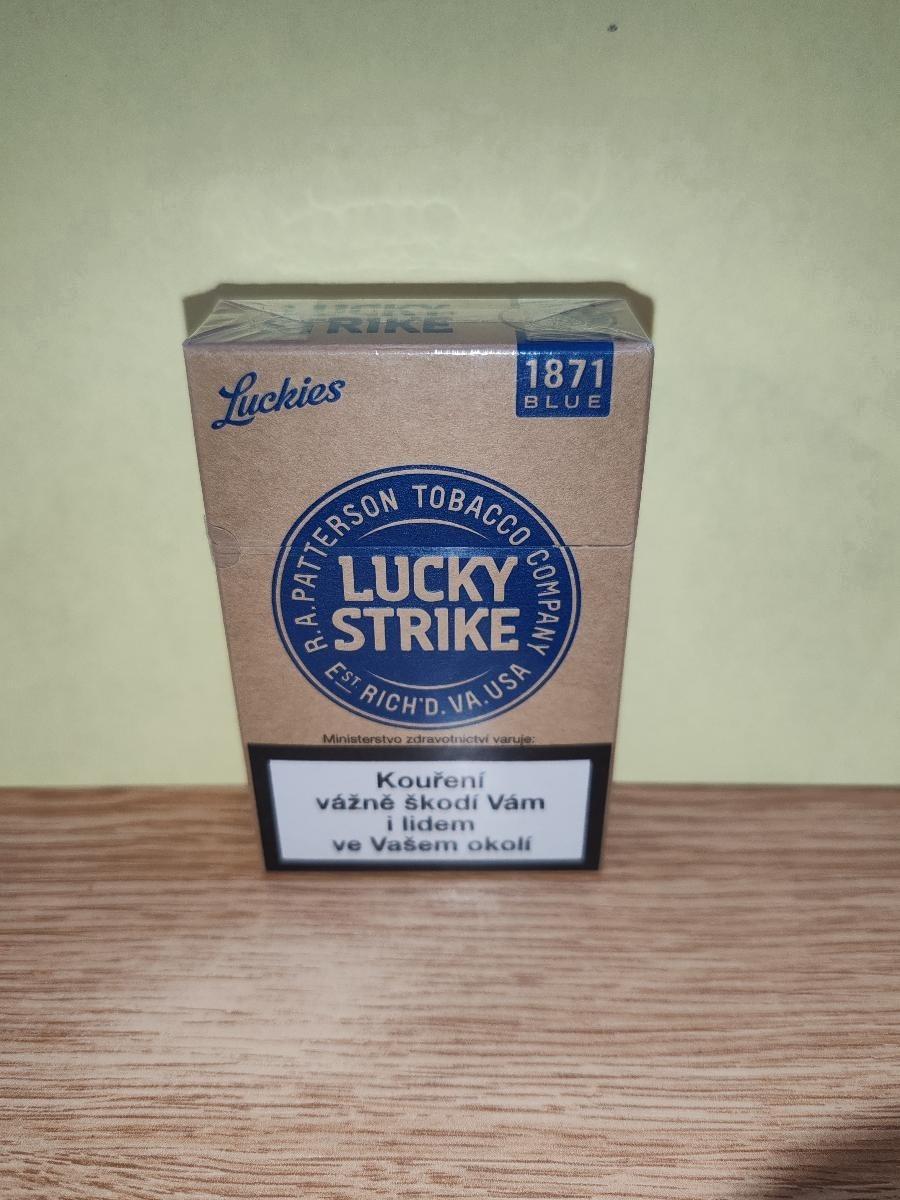 LUCKY
STRIKE
Luckies
1871
BLUE
R.A.PATTERSON TOBACCO COMPANY
LUCKY
STRIKE
EST. RICH'D.VA.USA
Ministerstvo zdravotnictví varuje:
Kouření
vážně škodí Vám
i lidem
ve Vašem okolí